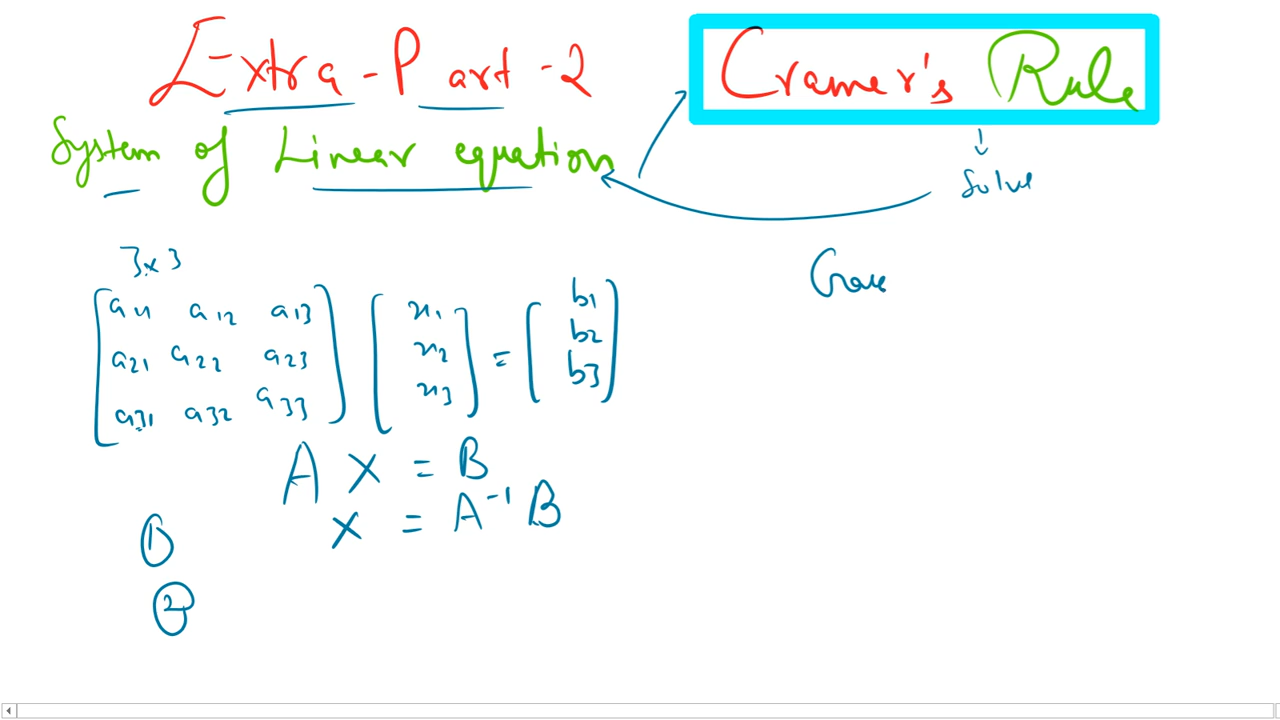 Extra - Part - 2
Cramer's Rule
System of Linear equation
Solve
3x3
a11 a12 a13
a21 a22 a23
a31 a32 a33
x1
x2
x3
=
b1
b2
b3
A X = B
X = A⁻¹ B
①
②